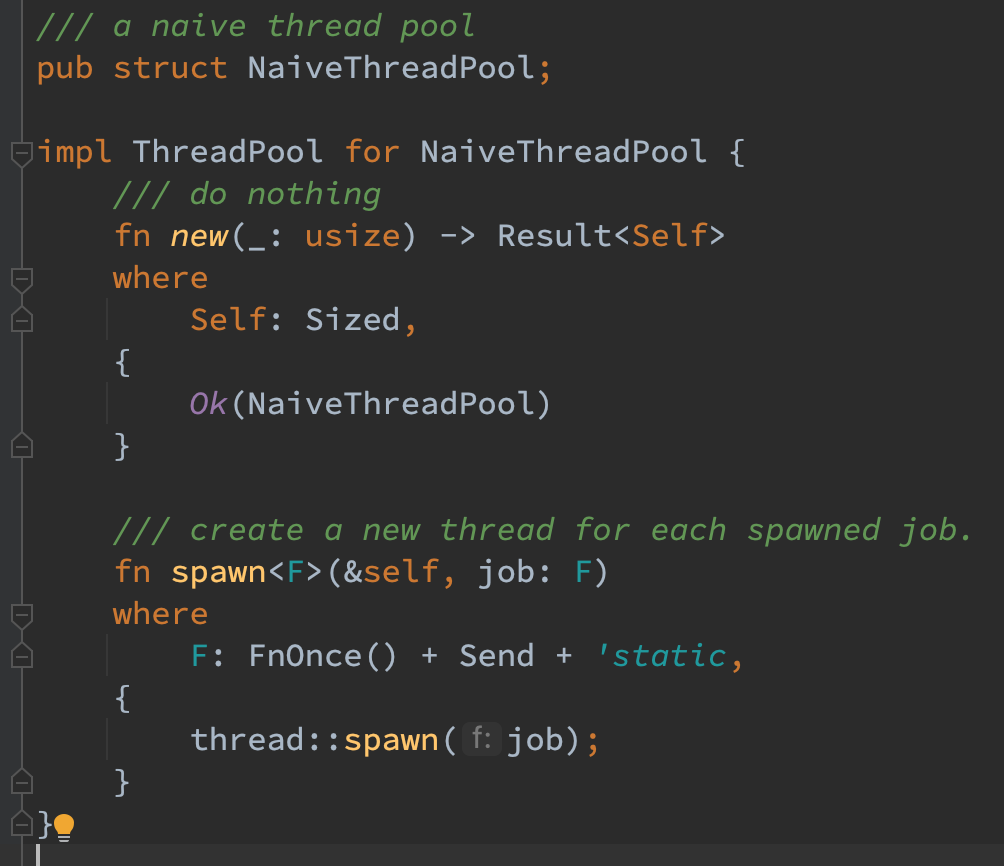 /// a naive thread pool
pub struct NaiveThreadPool;
impl ThreadPool for NaiveThreadPool {
    /// do nothing
    fn new(_: usize) -> Result<Self>
    where
        Self: Sized,
    {
        Ok(NaiveThreadPool)
    }
    /// create a new thread for each spawned job.
    fn spawn<F>(&self, job: F)
    where
        F: FnOnce() + Send + 'static,
    {
        thread::spawn( f: job);
    }
}